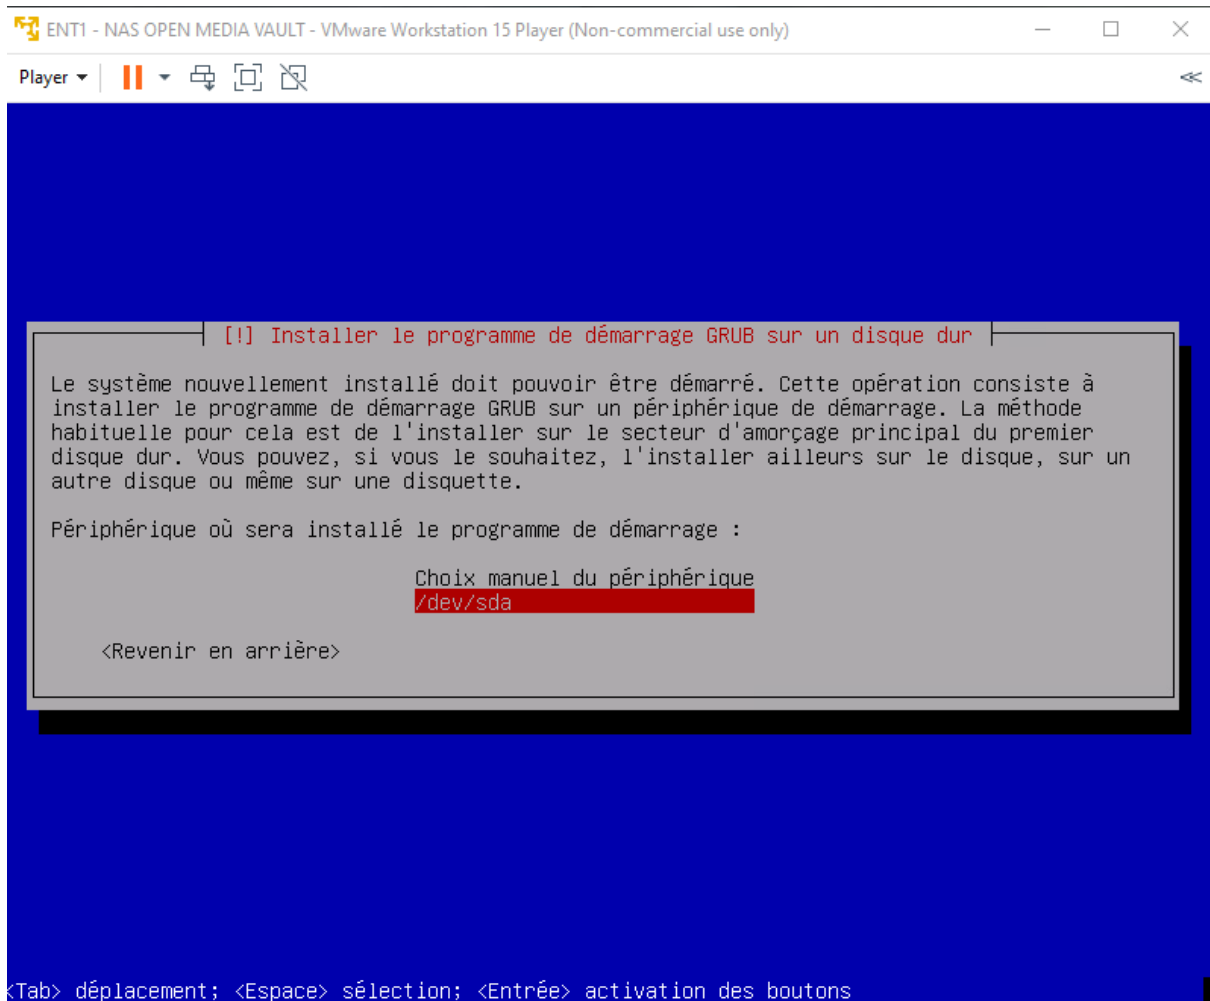 ENT1 - NAS OPEN MEDIA VAULT - VMware Workstation 15 Player (Non-commercial use only)
Player
[!] Installer le programme de démarrage GRUB sur un disque dur
Le système nouvellement installé doit pouvoir être démarré. Cette opération consiste à
installer le programme de démarrage GRUB sur un périphérique de démarrage. La méthode
habituelle pour cela est de l'installer sur le secteur d'amorçage principal du premier
disque dur. Vous pouvez, si vous le souhaitez, l'installer ailleurs sur le disque, sur un
autre disque ou même sur une disquette.
Périphérique où sera installé le programme de démarrage :
Choix manuel du périphérique
/dev/sda
<Revenir en arrière>
<Tab> déplacement; <Espace> sélection; <Entrée> activation des boutons